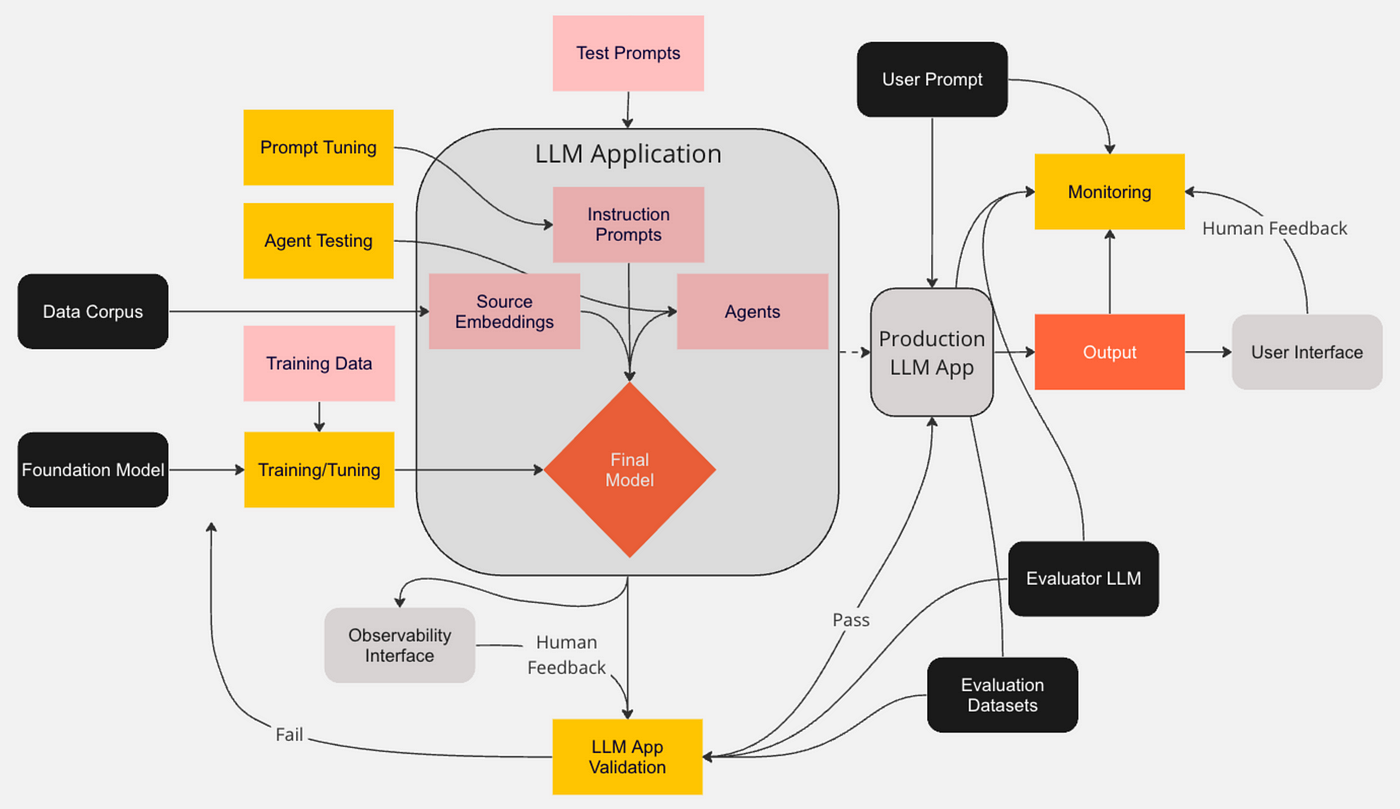 Test Prompts
User Prompt
Prompt Tuning
LLM Application
Monitoring
Instruction
Prompts
Human Feedback
Agent Testing
Data Corpus
Source
Embeddings
Agents
Production
LLM App
Output
User Interface
Training Data
Foundation Model
Training/Tuning
Final
Model
Evaluator LLM
Pass
Observability
Interface
Human
Feedback
Evaluation
Datasets
Fail
LLM App
Validation